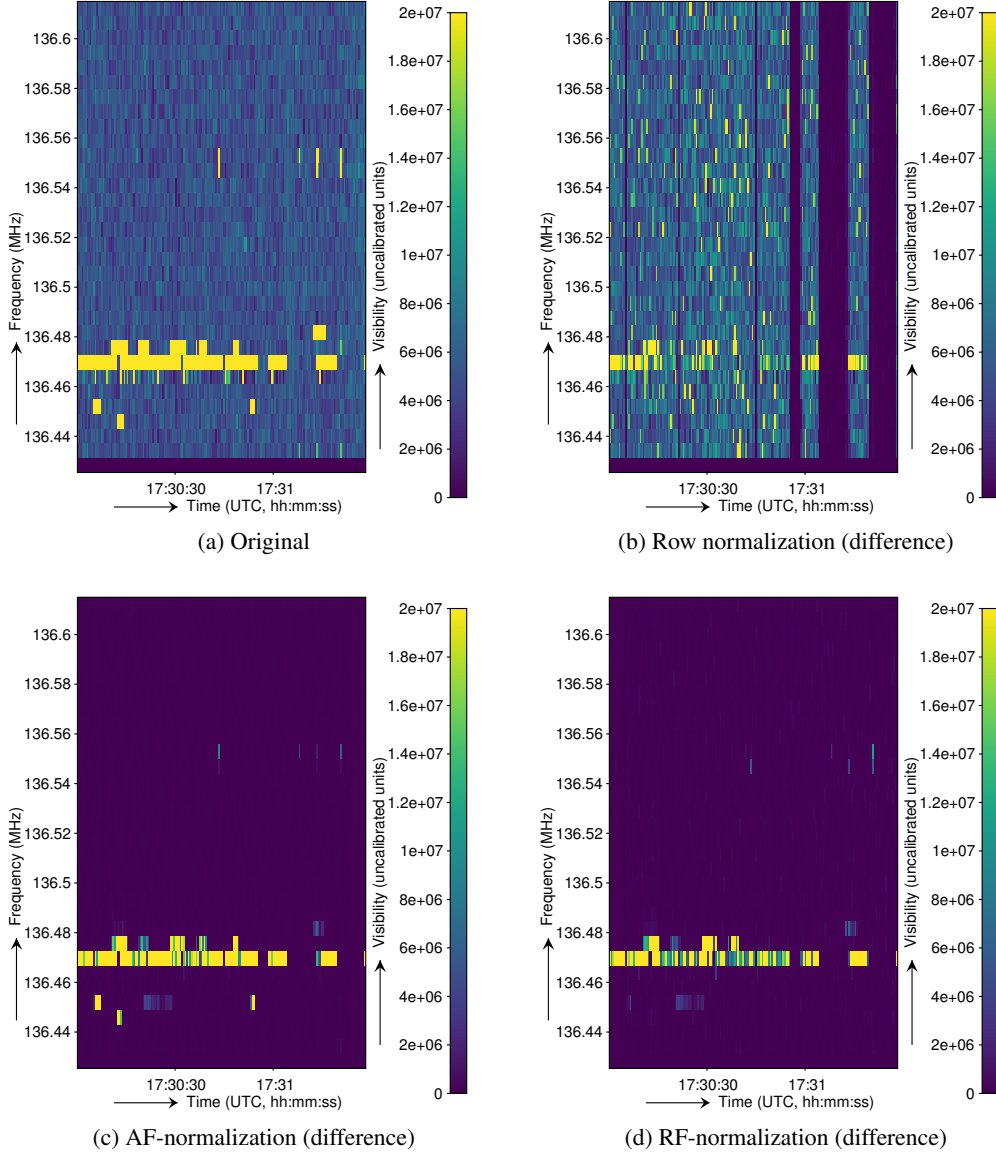 136.6
136.58
136.56
136.54
136.52
136.5
136.48
136.46
136.44
Frequency (MHz)
17:30:30
17:31
Time (UTC, hh:mm:ss)
2e+07
1.8e+07
1.6e+07
1.4e+07
1.2e+07
1e+07
8e+06
6e+06
4e+06
2e+06
0
Visibility (uncalibrated units)
(a) Original
136.6
136.58
136.56
136.54
136.52
136.5
136.48
136.46
136.44
Frequency (MHz)
17:30:30
17:31
Time (UTC, hh:mm:ss)
2e+07
1.8e+07
1.6e+07
1.4e+07
1.2e+07
1e+07
8e+06
6e+06
4e+06
2e+06
0
Visibility (uncalibrated units)
(b) Row normalization (difference)
136.6
136.58
136.56
136.54
136.52
136.5
136.48
136.46
136.44
Frequency (MHz)
17:30:30
17:31
Time (UTC, hh:mm:ss)
2e+07
1.8e+07
1.6e+07
1.4e+07
1.2e+07
1e+07
8e+06
6e+06
4e+06
2e+06
0
Visibility (uncalibrated units)
(c) AF-normalization (difference)
136.6
136.58
136.56
136.54
136.52
136.5
136.48
136.46
136.44
Frequency (MHz)
17:30:30
17:31
Time (UTC, hh:mm:ss)
2e+07
1.8e+07
1.6e+07
1.4e+07
1.2e+07
1e+07
8e+06
6e+06
4e+06
2e+06
0
Visibility (uncalibrated units)
(d) RF-normalization (difference)